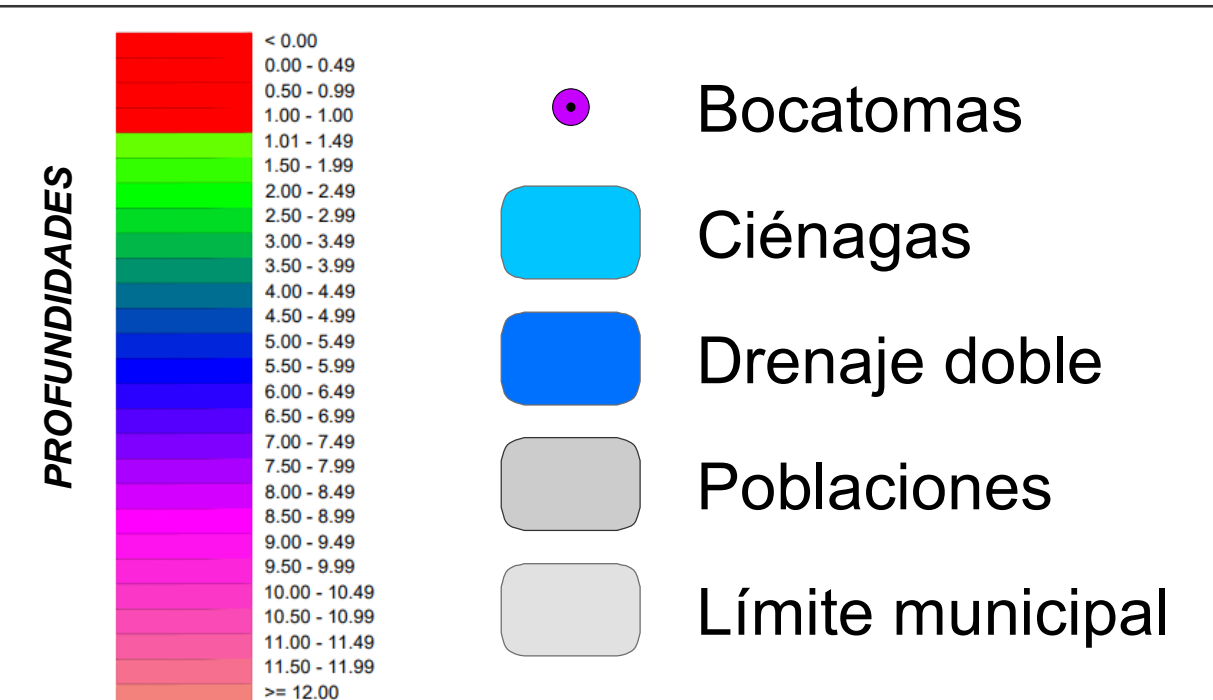 PROFUNDIDADES
< 0.00
0.00 - 0.49
0.50 - 0.99
1.00 - 1.00
1.01 - 1.49
1.50 - 1.99
2.00 - 2.49
2.50 - 2.99
3.00 - 3.49
3.50 - 3.99
4.00 - 4.49
4.50 - 4.99
5.00 - 5.49
5.50 - 5.99
6.00 - 6.49
6.50 - 6.99
7.00 - 7.49
7.50 - 7.99
8.00 - 8.49
8.50 - 8.99
9.00 - 9.49
9.50 - 9.99
10.00 - 10.49
10.50 - 10.99
11.00 - 11.49
11.50 - 11.99
>= 12.00
Bocatomas
Ciénagas
Drenaje doble
Poblaciones
Límite municipal